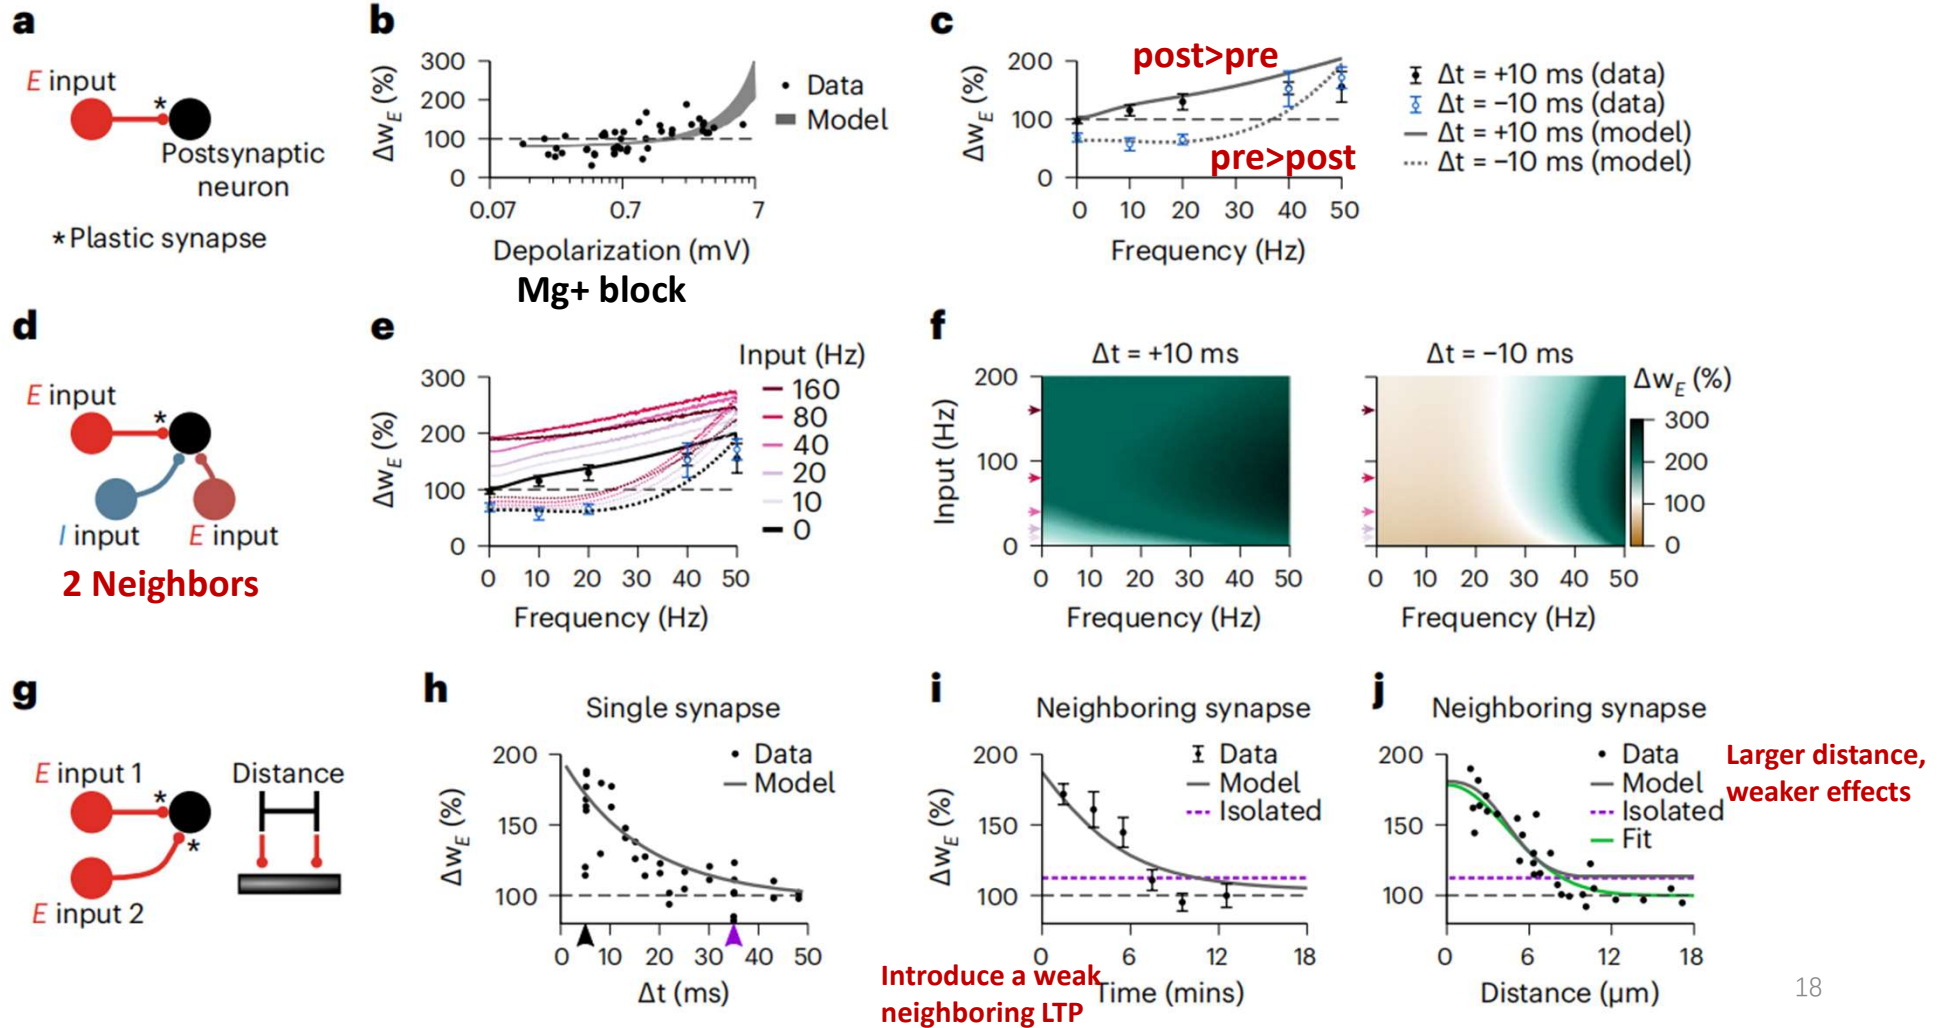 a
E input
*
Postsynaptic
neuron
*Plastic synapse
b
ΔwE (%)
300
200
100
0
0.07
0.7
7
Depolarization (mV)
Data
Model
Mg+ block
c
ΔwE (%)
200
100
0
post>pre
pre>post
0 10 20 30 40 50
Frequency (Hz)
Δt = +10 ms (data)
Δt = −10 ms (data)
Δt = +10 ms (model)
Δt = −10 ms (model)
d
E input
*
I input
E input
2 Neighbors
e
ΔwE (%)
300
200
100
0
0 10 20 30 40 50
Frequency (Hz)
Input (Hz)
160
80
40
20
10
0
f
Δt = +10 ms
Input (Hz)
200
100
0
0 10 20 30 40 50
Frequency (Hz)
Δt = −10 ms
0 10 20 30 40 50
Frequency (Hz)
ΔwE (%)
300
200
100
0
g
E input 1
*
*
E input 2
Distance
h
Single synapse
ΔwE (%)
200
150
100
Data
Model
0 10 20 30 40 50
Δt (ms)
i
Neighboring synapse
ΔwE (%)
200
150
100
Data
Model
Isolated
0 6 12 18
Time (mins)
Introduce a weak
neighboring LTP
j
Neighboring synapse
200
150
100
Data
Model
Isolated
Fit
0 6 12 18
Distance (μm)
Larger distance,
weaker effects
18